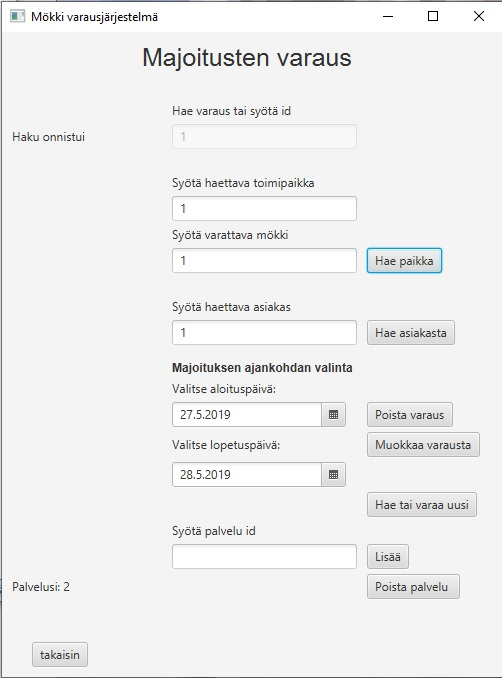 Mökki varausjärjestelmä
Majoitusten varaus
Hae varaus tai syötä id
Haku onnistui
1
Syötä haettava toimipaikka
1
Syötä varattava mökki
1
Hae paikka
Syötä haettava asiakas
1
Hae asiakasta
Majoituksen ajankohdan valinta
Valitse aloituspäivä:
27.5.2019
Poista varaus
Valitse lopetuspäivä:
Muokkaa varausta
28.5.2019
Hae tai varaa uusi
Syötä palvelu id
Lisää
Palvelusi: 2
Poista palvelu
takaisin